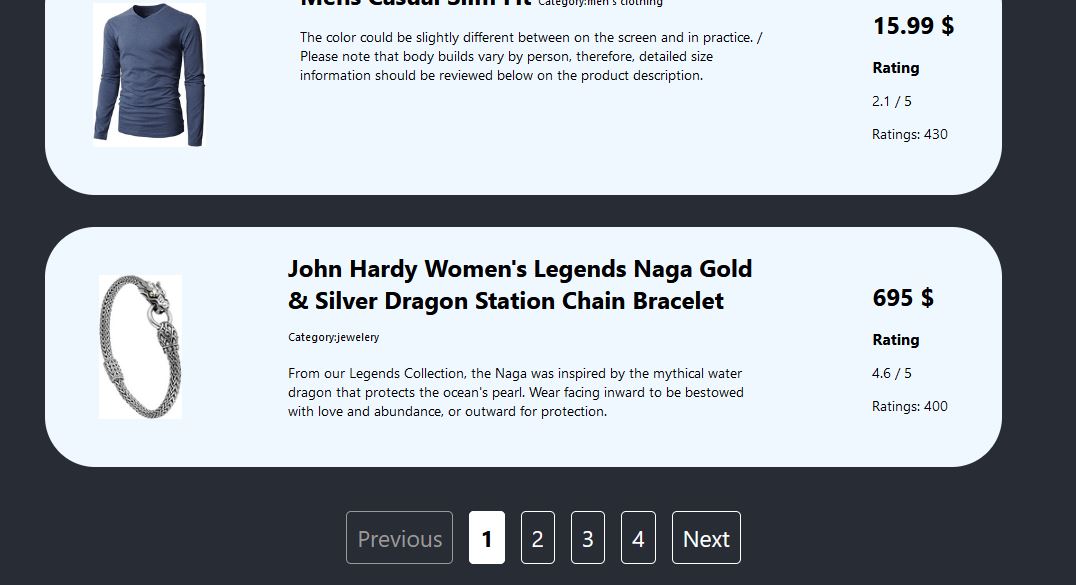 Mens Casual Slim Fit Category:men's clothing
The color could be slightly different between on the screen and in practice. /
Please note that body builds vary by person, therefore, detailed size
information should be reviewed below on the product description.
15.99 $
Rating
2.1 / 5
Ratings: 430
John Hardy Women's Legends Naga Gold
& Silver Dragon Station Chain Bracelet
Category:jewelery
From our Legends Collection, the Naga was inspired by the mythical water
dragon that protects the ocean's pearl. Wear facing inward to be bestowed
with love and abundance, or outward for protection.
695 $
Rating
4.6 / 5
Ratings: 400
Previous 1 2 3 4 Next